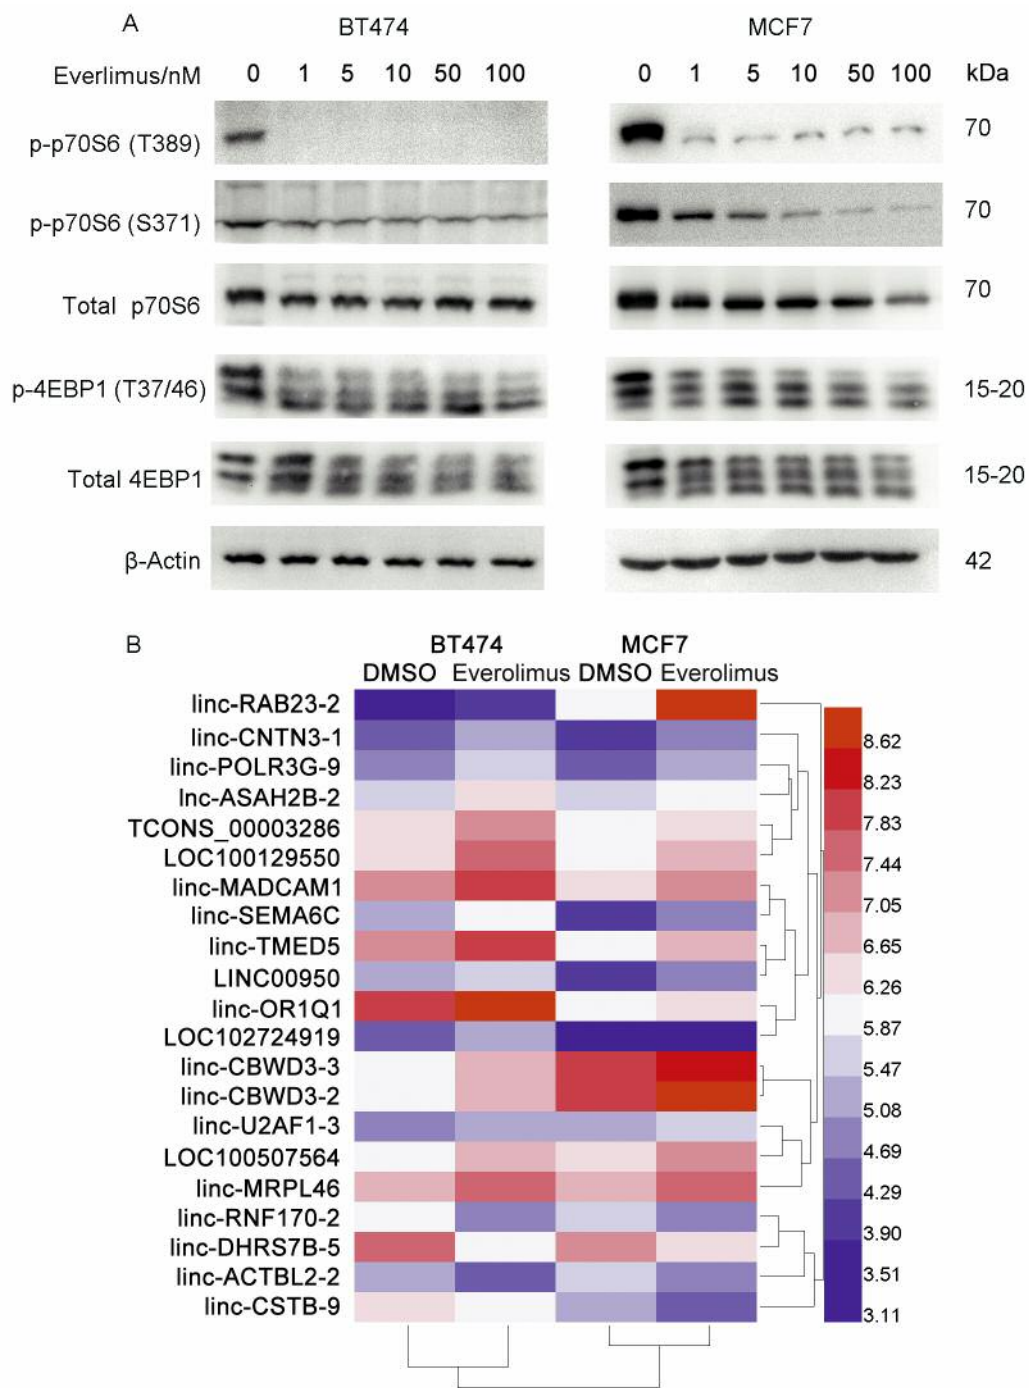 A
BT474 MCF7
Everlimus/nM 0 1 5 10 50 100 0 1 5 10 50 100 kDa
p-p70S6 (T389) 70
p-p70S6 (S371) 70
Total p70S6 70
p-4EBP1 (T37/46) 15-20
Total 4EBP1 15-20
β-Actin 42
B
BT474 MCF7
DMSO Everolimus DMSO Everolimus
linc-RAB23-2
linc-CNTN3-1
linc-POLR3G-9
lnc-ASAH2B-2
TCONS_00003286
LOC100129550
linc-MADCAM1
linc-SEMA6C
linc-TMED5
LINC00950
linc-OR1Q1
LOC102724919
linc-CBWD3-3
linc-CBWD3-2
linc-U2AF1-3
LOC100507564
linc-MRPL46
linc-RNF170-2
linc-DHRS7B-5
linc-ACTBL2-2
linc-CSTB-9
8.62
8.23
7.83
7.44
7.05
6.65
6.26
5.87
5.47
5.08
4.69
4.29
3.90
3.51
3.11